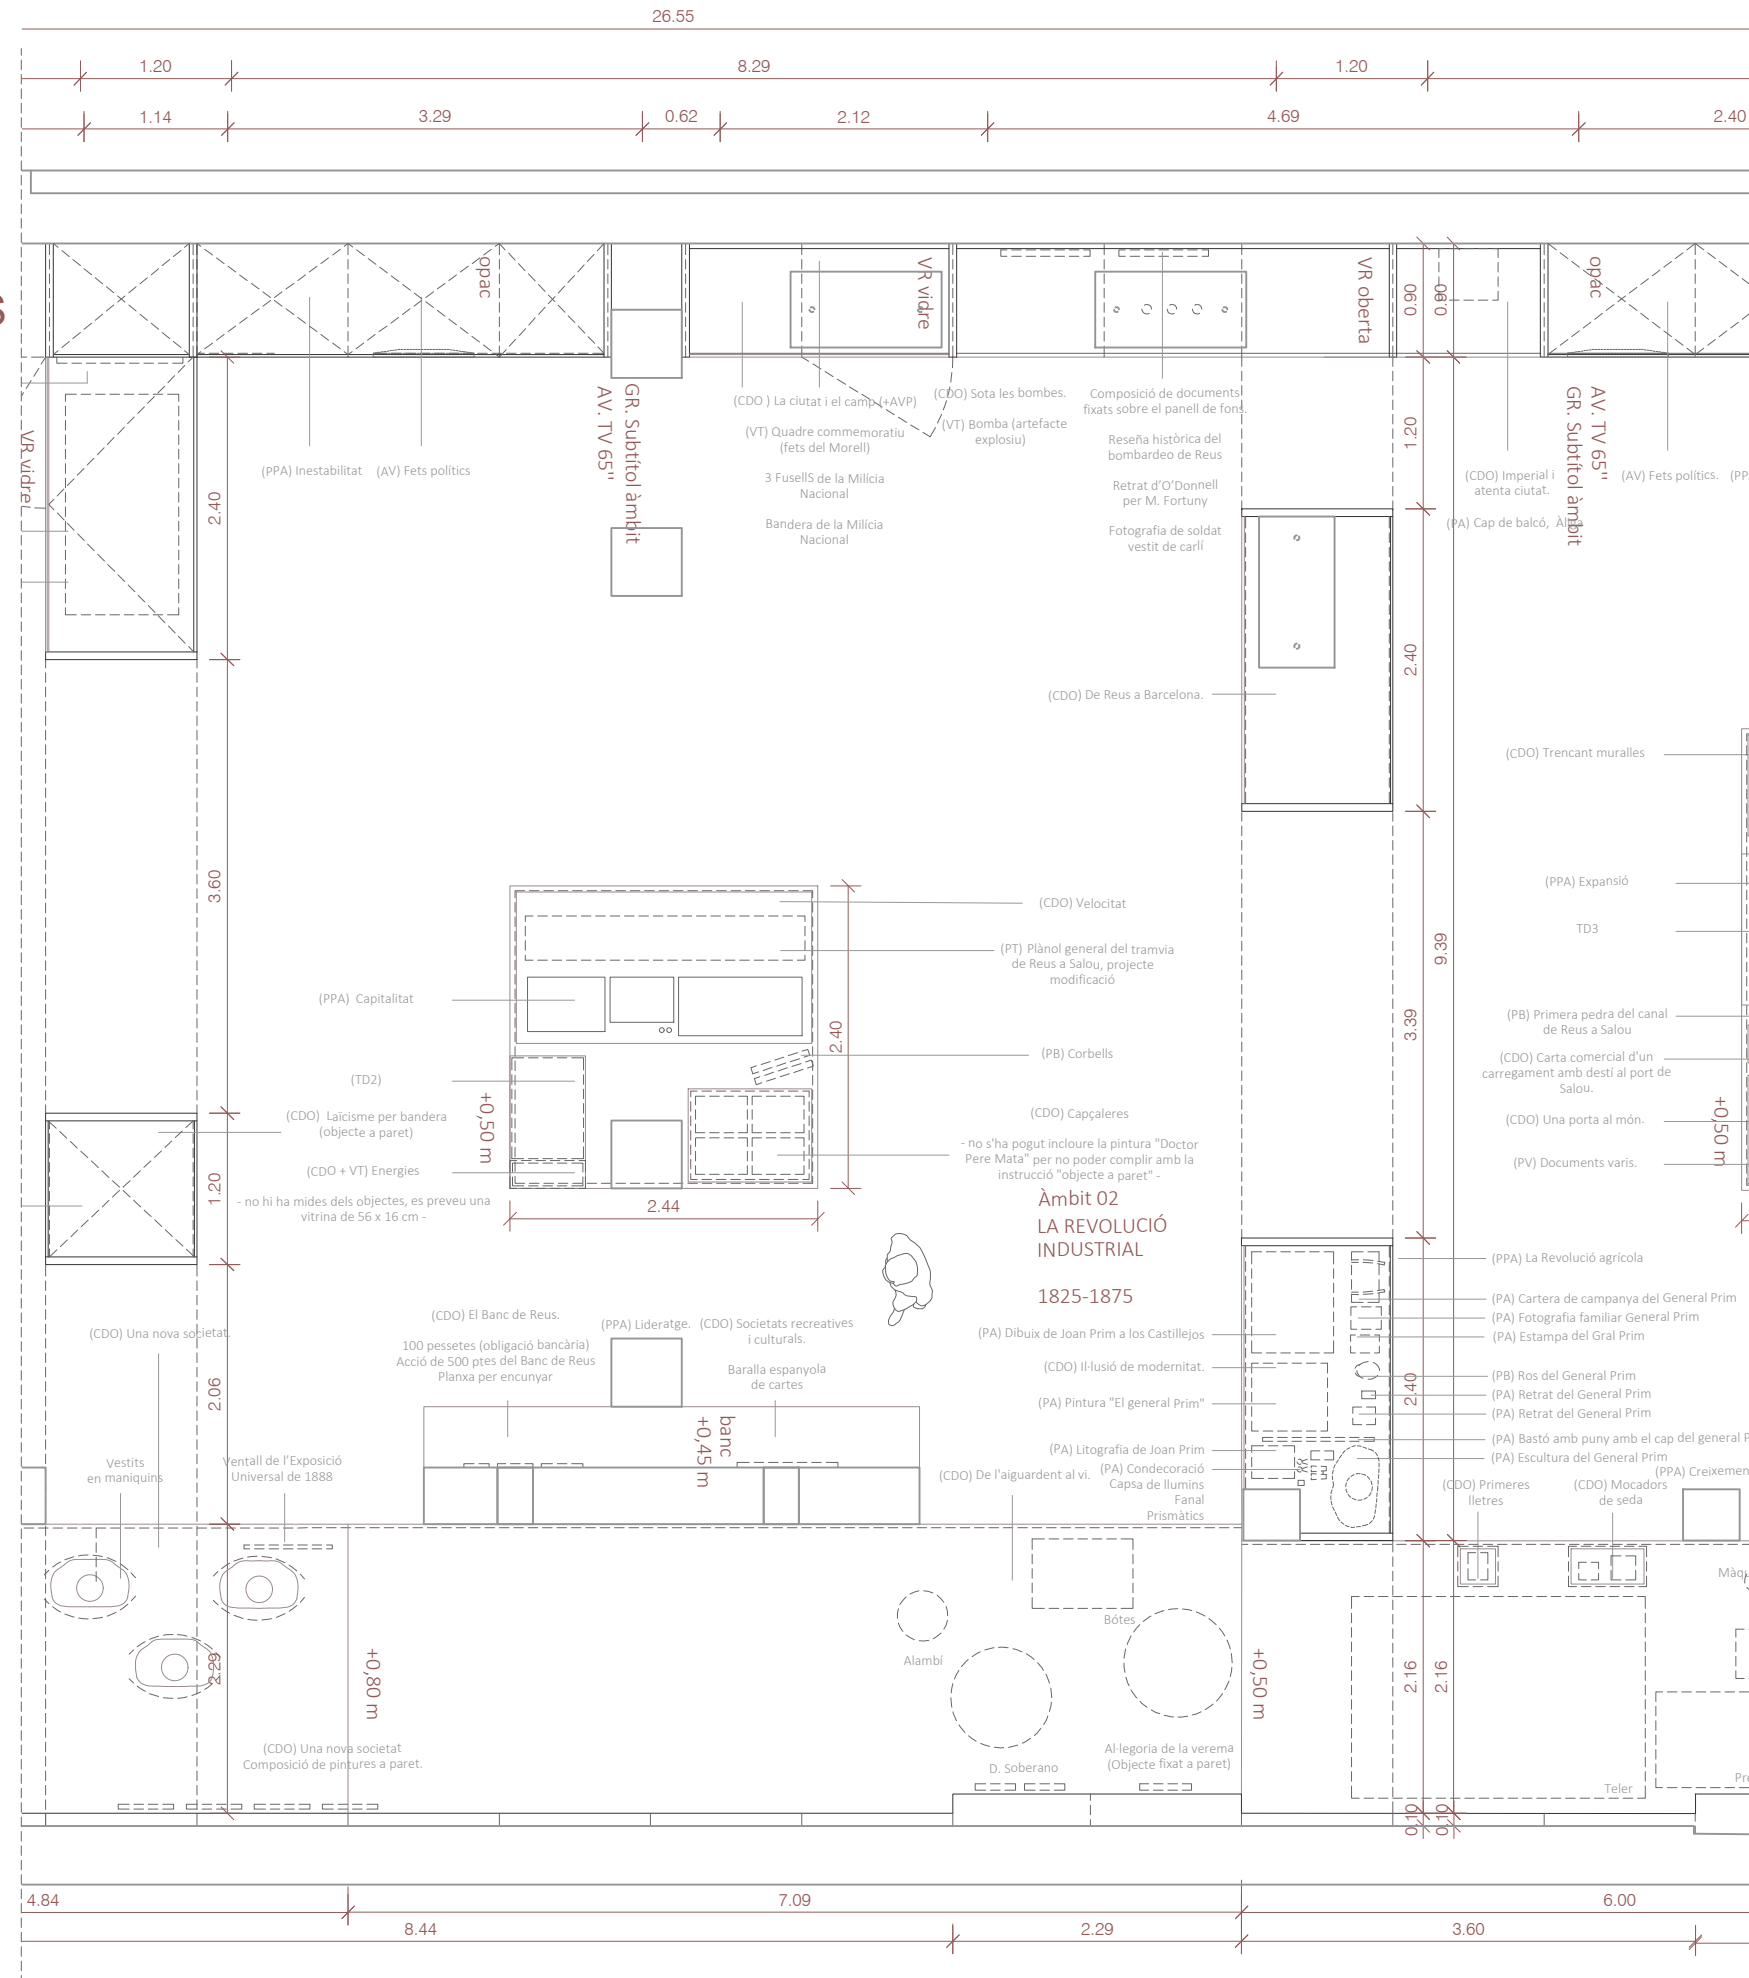 26.55
1.20
8.29
1.20
1.14
3.29
0.62
2.12
4.69
2.40
S
opac
VR vidre
VR oberta
0.90
0.90
opac
VR vidre
2.40
GR. Subtítol àmbit
AV. TV 65"
(PPA) Inestabilitat
(AV) Fets polítics
(CDO ) La ciutat i el camp (+AVP)
(VT) Quadre commemoratiu
(fets del Morell)
3 FusellS de la Milícia
Nacional
Bandera de la Milícia
Nacional
(CDO) Sota les bombes.
(VT) Bomba (artefacte
explosiu)
Composició de documents
fixats sobre el panell de fons.
Reseña històrica del
bombardeo de Reus
Retrat d'O'Donnell
per M. Fortuny
Fotografia de soldat
vestit de carlí
1.20
(CDO) Imperial i
atenta ciutat.
(PA) Cap de balcó,
AV. TV 65"
GR. Subtítol àmbit
(AV) Fets polítics.
(PP
2.40
(CDO) De Reus a Barcelona.
(CDO) Trencant muralles
3.60
(CDO) Velocitat
(PT) Plànol general del tramvia
de Reus a Salou, projecte
modificació
(PPA) Capitalitat
2.40
(PB) Corbells
(TD2)
+0,50 m
(CDO) Laïcisme per bandera
(objecte a paret)
(CDO) Capçaleres
- no s'ha pogut incloure la pintura "Doctor
Pere Mata" per no poder complir amb la
instrucció "objecte a paret" -
(CDO + VT) Energies
- no hi ha mides dels objectes, es preveu una
vitrina de 56 x 16 cm -
1.20
2.44
9.39
3.39
(PPA) Expansió
TD3
(PB) Primera pedra del canal
de Reus a Salou
(CDO) Carta comercial d'un
carregament amb destí al port de
Salou.
(CDO) Una porta al món.
(PV) Documents varis.
+0,50 m
Àmbit 02
LA REVOLUCIÓ
INDUSTRIAL
1825-1875
(CDO) Una nova societat.
2.06
(CDO) El Banc de Reus.
100 pessetes (obligació bancària)
Acció de 500 ptes del Banc de Reus
Planxa per encunyar
(PPA) Lideratge.
(CDO) Societats recreatives
i culturals.
Baralla espanyola
de cartes
banc
+0,45 m
(PA) Dibuix de Joan Prim a los Castillejos
(CDO) Il·lusió de modernitat.
(PA) Pintura "El general Prim"
(PA) Litografia de Joan Prim
(PA) Condecoració
Capsa de llumins
Fanal
Prismàtics
(CDO) De l'aiguardent al vi.
2.40
(PPA) La Revolució agrícola
(PA) Cartera de campanya del General Prim
(PA) Fotografia familiar General Prim
(PA) Estampa del Gral Prim
(PB) Ros del General Prim
(PA) Retrat del General Prim
(PA) Retrat del General Prim
(PA) Bastó amb puny amb el cap del general P
(PA) Escultura del General Prim
(PPA) Creixemen
(CDO) Primeres
lletres
(CDO) Mocadors
de seda
Vestits
en maniquins
Ventall de l'Exposició
Universal de 1888
2.29
+0,80 m
(CDO) Una nova societat
Composició de pintures a paret.
Alambí
Bótes
D. Soberano
Al·legoria de la verema
(Objecte fixat a paret)
+0,50 m
2.16
2.16
Màq
Teler
Pre
0.10
0.10
4.84
7.09
6.00
8.44
2.29
3.60